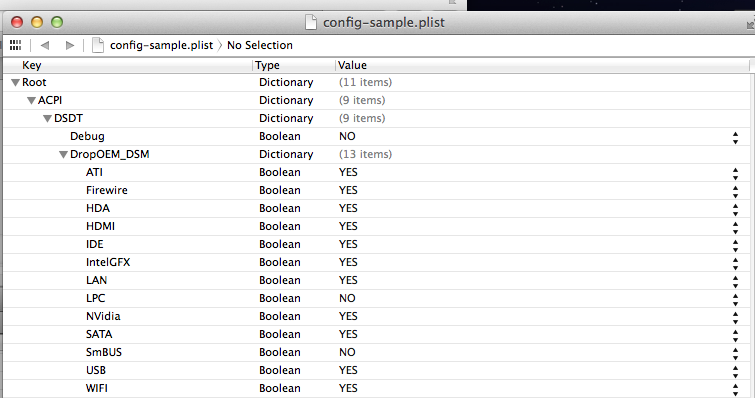 config-sample.plist
config-sample.plist No Selection
Key Type Value
Root Dictionary (11 items)
ACPI Dictionary (9 items)
DSDT Dictionary (9 items)
Debug Boolean NO
DropOEM_DSM Dictionary (13 items)
ATI Boolean YES
Firewire Boolean YES
HDA Boolean YES
HDMI Boolean YES
IDE Boolean YES
IntelGFX Boolean YES
LAN Boolean YES
LPC Boolean NO
NVidia Boolean YES
SATA Boolean YES
SmBUS Boolean NO
USB Boolean YES
WIFI Boolean YES